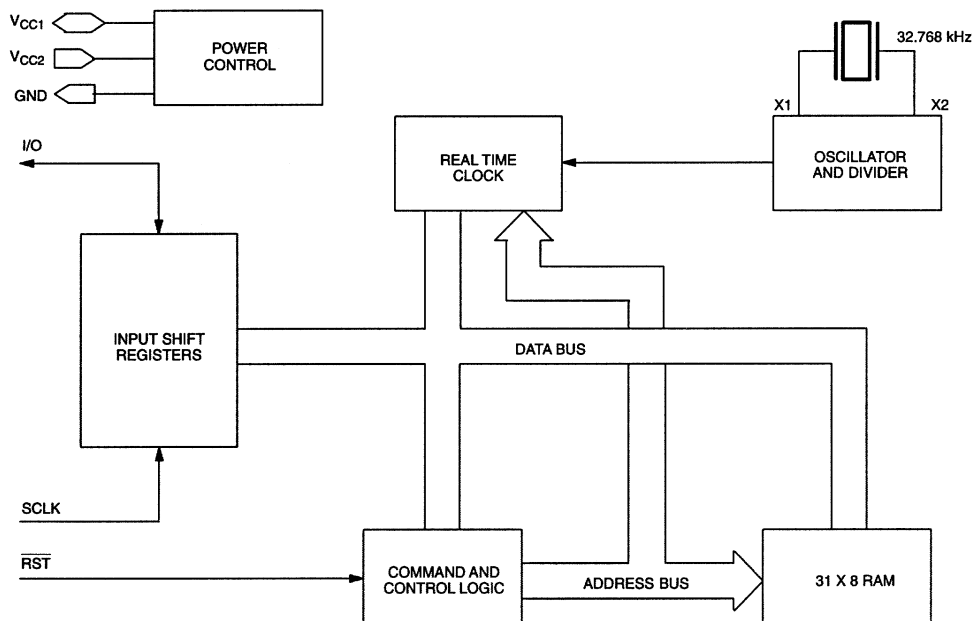 VCC1
VCC2
GND
POWER
CONTROL
32.768 kHz
X1
X2
I/O
REAL TIME
CLOCK
OSCILLATOR
AND DIVIDER
INPUT SHIFT
REGISTERS
DATA BUS
SCLK
RST
COMMAND AND
CONTROL LOGIC
ADDRESS BUS
31 X 8 RAM